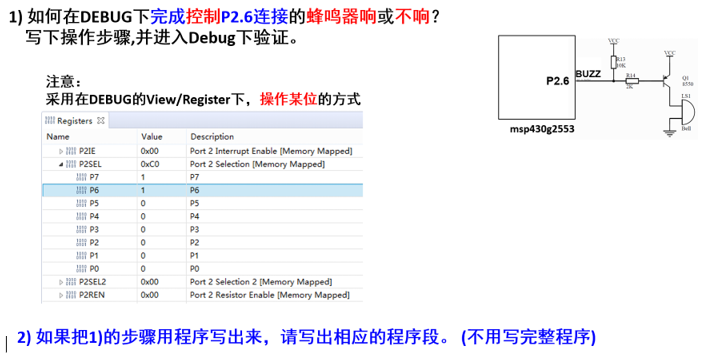 1) 如何在DEBUG下完成控制P2.6连接的蜂鸣器响或不响?
写下操作步骤,并进入Debug下验证。
注意:
采用在DEBUG的View/Register下，操作某位的方式
Registers
Name Value Description
P2IE 0x00 Port 2 Interrupt Enable [Memory Mapped]
P2SEL 0xC0 Port 2 Selection [Memory Mapped]
P7 1 P7
P6 1 P6
P5 0 P5
P4 0 P4
P3 0 P3
P2 0 P2
P1 0 P1
P0 0 P0
P2SEL2 0x00 Port 2 Selection 2 [Memory Mapped]
P2REN 0x00 Port 2 Resistor Enable [Memory Mapped]
VCC
R13
10K
VCC
P2.6
BUZZ
R14
2K
Q1
8550
LS1
Bell
msp430g2553
2) 如果把1)的步骤用程序写出来，请写出相应的程序段。(不用写完整程序)